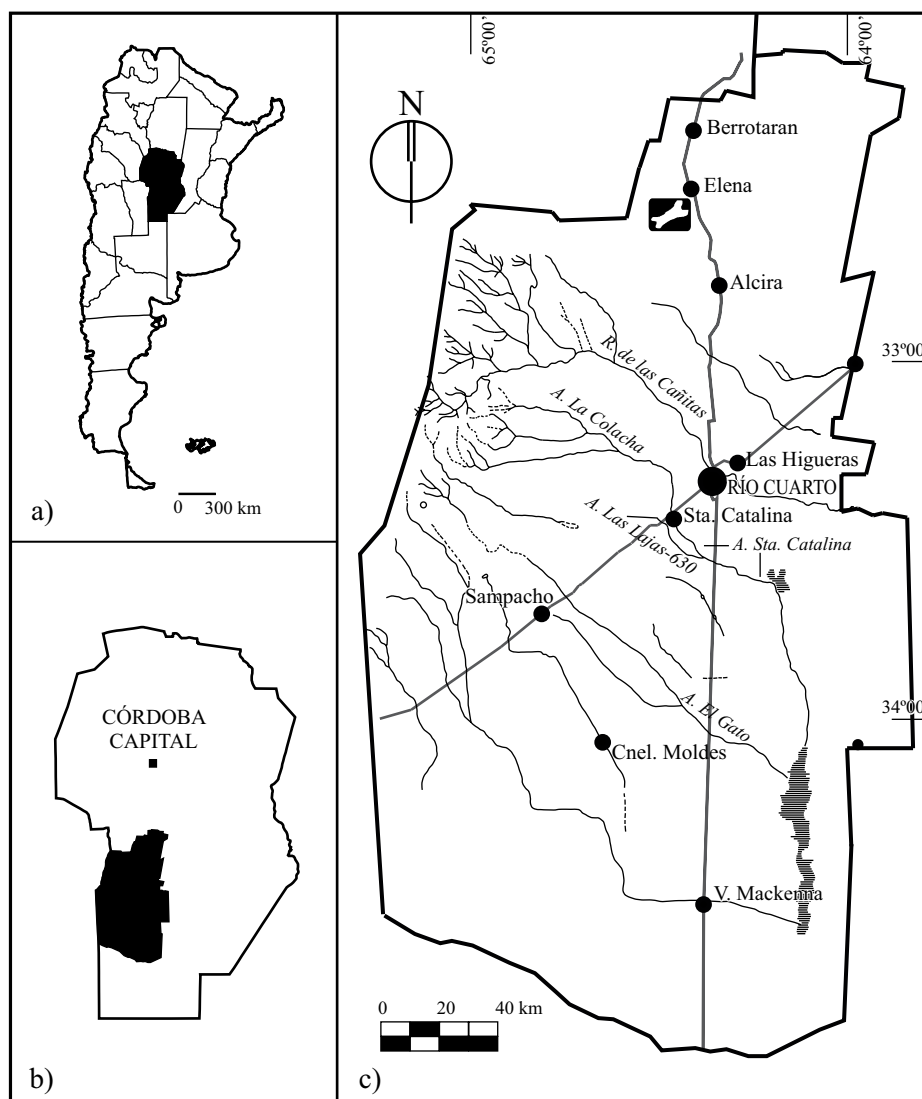 a)
0 300 km
b)
CÓRDOBA
CAPITAL
c)
65º00'
64º00'
N
Berrotaran
Elena
Alcira
33º00
R. de las Cañitas
A. La Colacha
Las Higueras
RÍO CUARTO
Sta. Catalina
A. Las Lajas-630
A. Sta. Catalina
Sampacho
A. El Gato
34º00
Cnel. Moldes
V. Mackenna
0 20 40 km